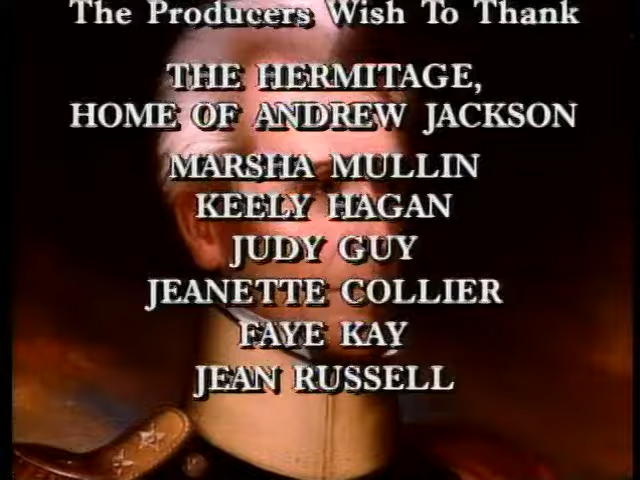 The Producers Wish To Thank
THE HERMITAGE,
HOME OF ANDREW JACKSON
MARSHA MULLIN
KEELY HAGAN
JUDY GUY
JEANETTE COLLIER
FAYE KAY
JEAN RUSSELL